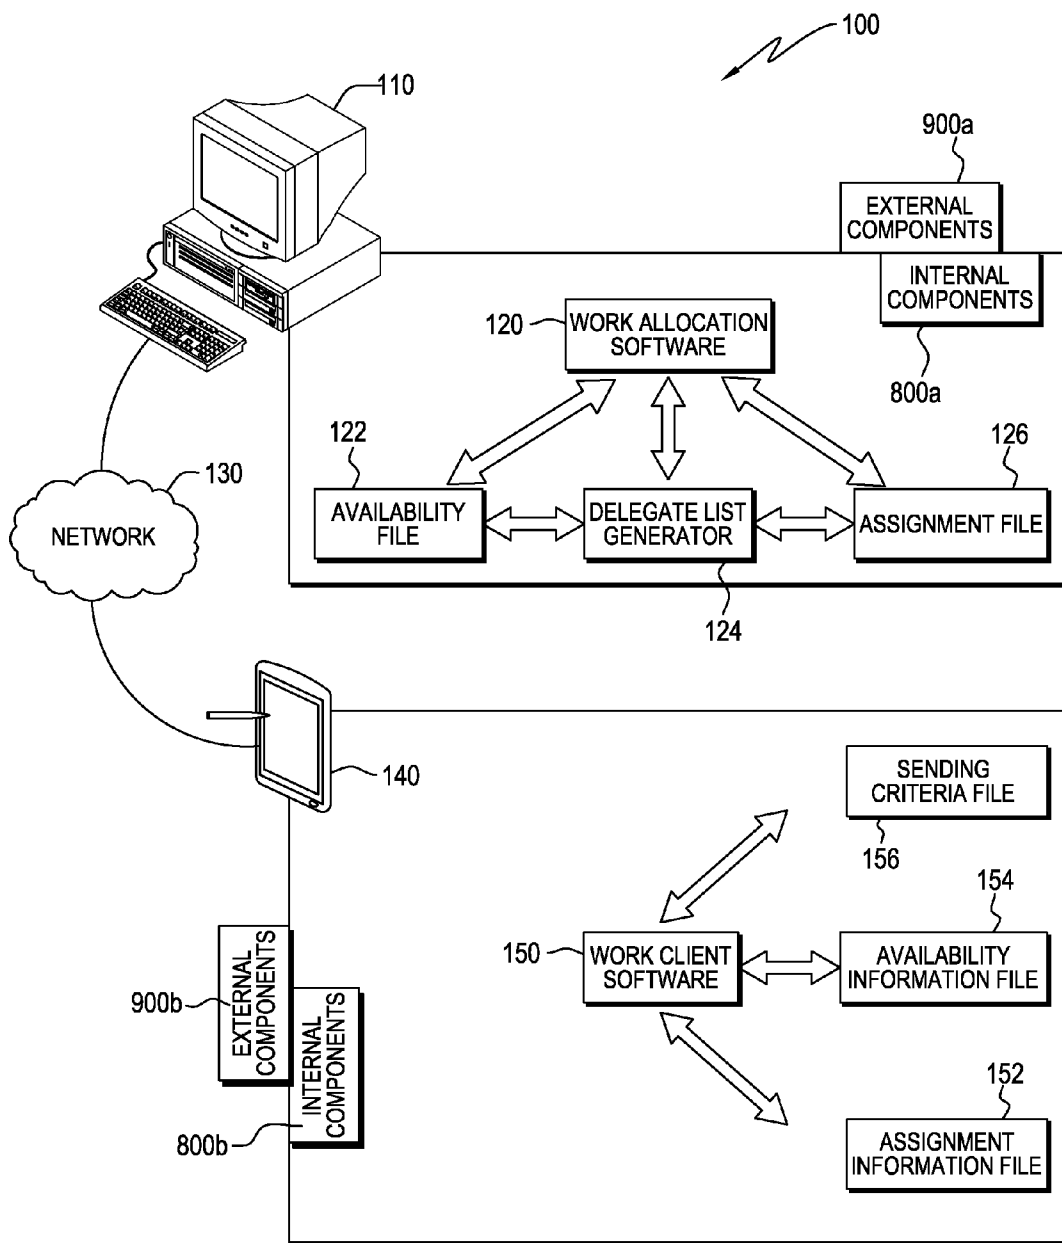 100
110
900a
EXTERNAL
COMPONENTS
INTERNAL
COMPONENTS
800a
120
WORK ALLOCATION
SOFTWARE
122
126
130
AVAILABILITY
FILE
DELEGATE LIST
GENERATOR
ASSIGNMENT FILE
NETWORK
124
140
SENDING
CRITERIA FILE
156
154
150
WORK CLIENT
SOFTWARE
AVAILABILITY
INFORMATION FILE
900b
EXTERNAL
COMPONENTS
INTERNAL
COMPONENTS
800b
152
ASSIGNMENT
INFORMATION FILE